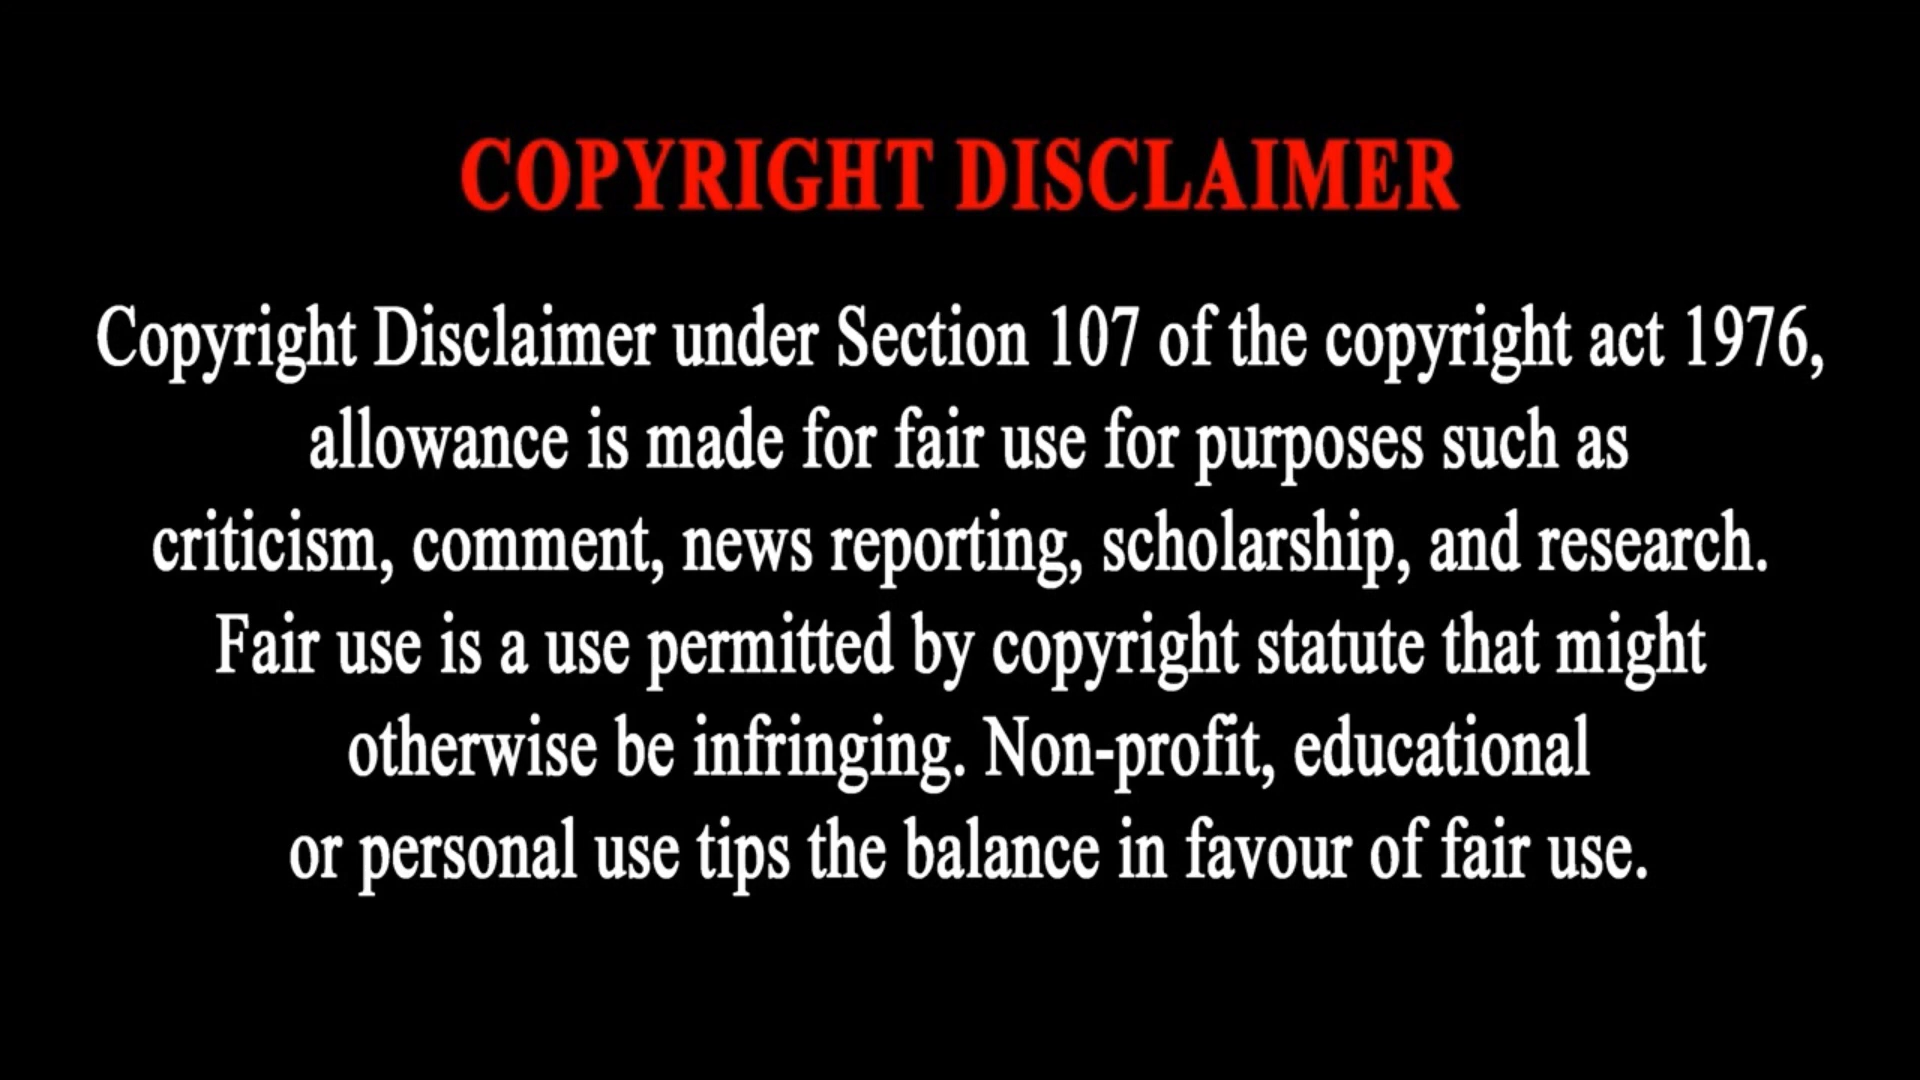 COPYRIGHT DISCLAIMER
Copyright Disclaimer under Section 107 of the copyright act 1976,
allowance is made for fair use for purposes such as
criticism, comment, news reporting, scholarship, and research.
Fair use is a use permitted by copyright statute that might
otherwise be infringing. Non-profit, educational
or personal use tips the balance in favour of fair use.